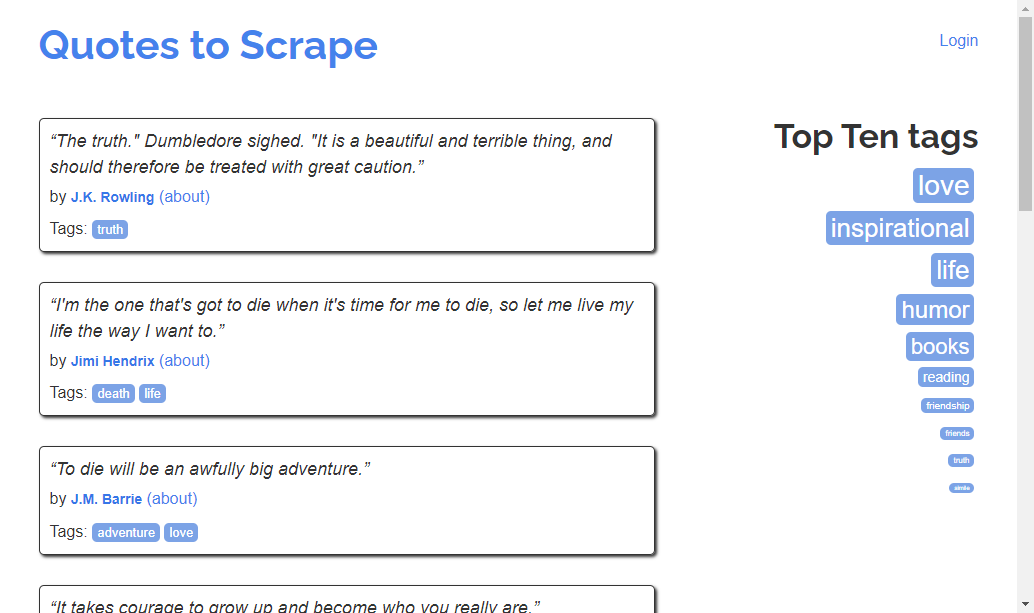 Quotes to Scrape
Login
“The truth." Dumbledore sighed. "It is a beautiful and terrible thing, and
should therefore be treated with great caution.”
by J.K. Rowling (about)
Tags: truth
“I'm the one that's got to die when it's time for me to die, so let me live my
life the way I want to.”
by Jimi Hendrix (about)
Tags: death life
“To die will be an awfully big adventure.”
by J.M. Barrie (about)
Tags: adventure love
“It takes courage to grow up and become who you really are.”
Top Ten tags
love
inspirational
life
humor
books
reading
friendship
friends
truth
simile